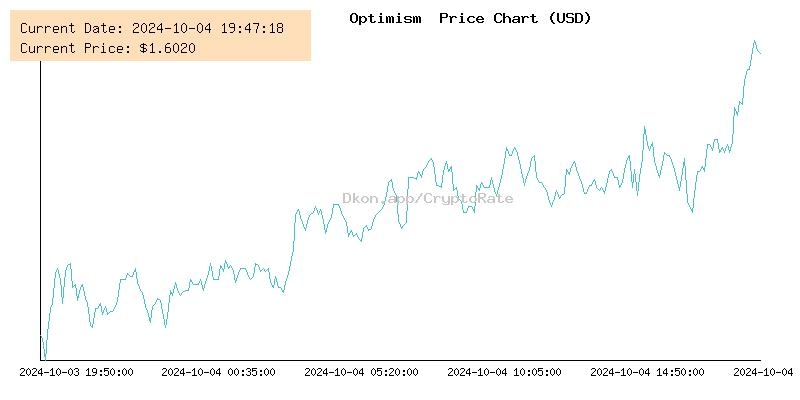 Optimism  Price Chart (USD)
Current Date: 2024-10-04 19:47:18
Current Price: $1.6020
Dkon.app/CryptoRate
2024-10-03 19:50:00 2024-10-04 00:35:00 2024-10-04 05:20:00 2024-10-04 10:05:00 2024-10-04 14:50:00 2024-10-04